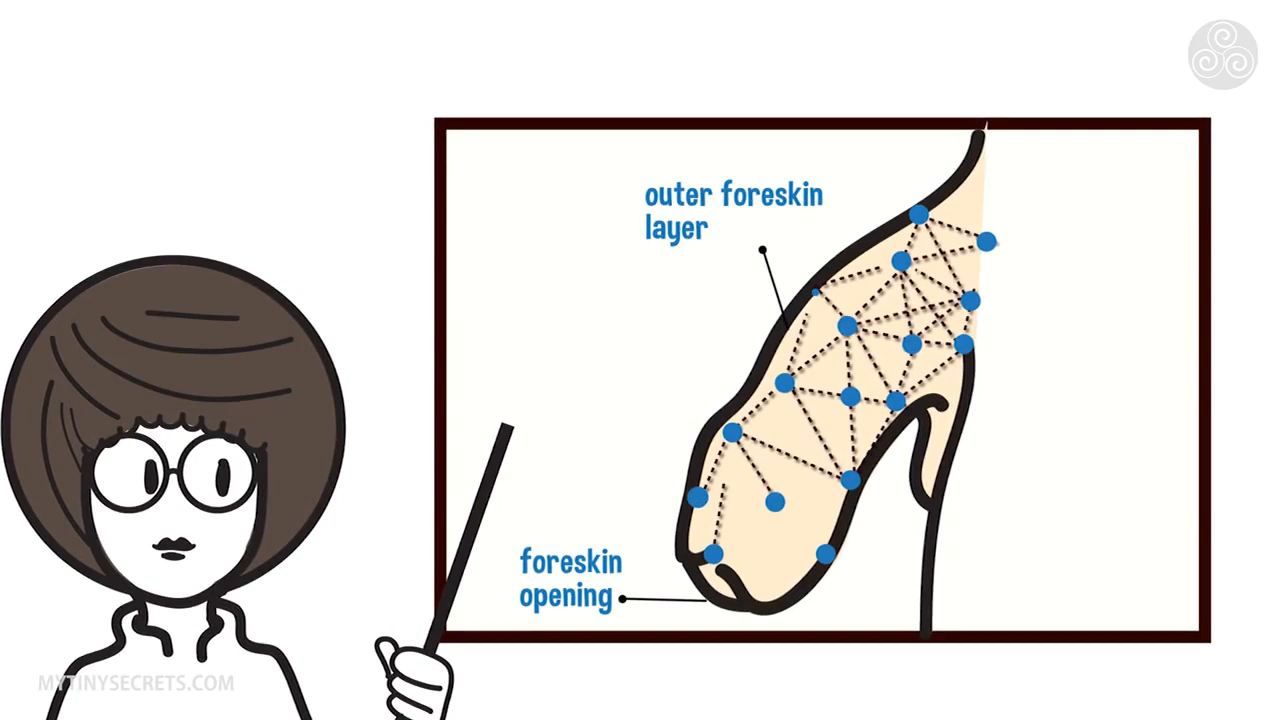 outer foreskin
layer
foreskin
opening
MYTINYSECRETS.COM